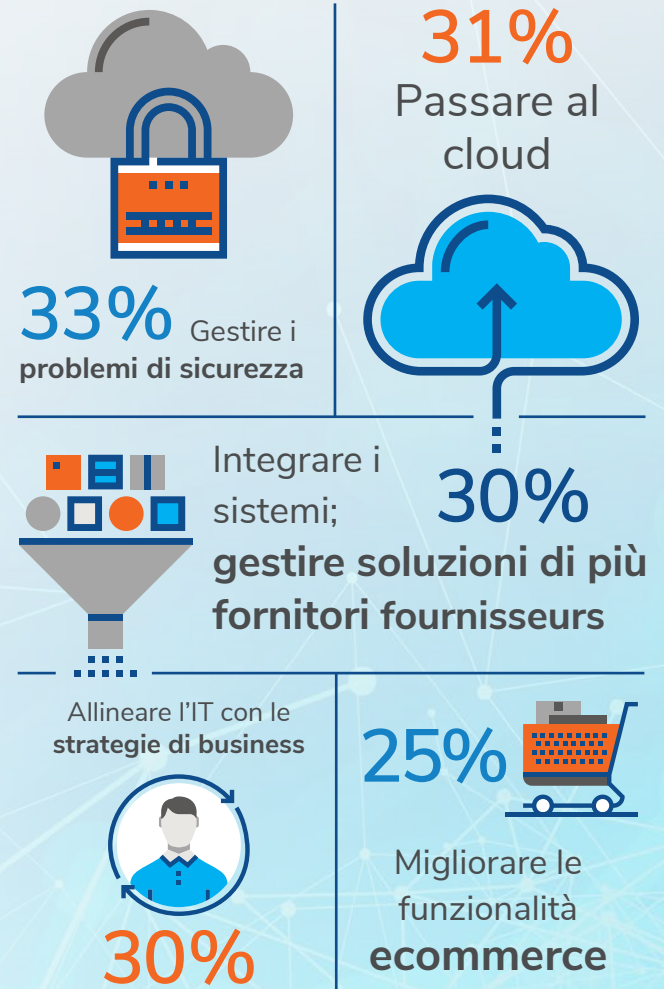 33% Gestire i
problemi di sicurezza
31%
Passare al
cloud
Integrare i
sistemi;
30%
gestire soluzioni di più
fornitori fournisseurs
Allineare l’IT con le
strategie di business
30%
25%
Migliorare le
funzionalità
ecommerce